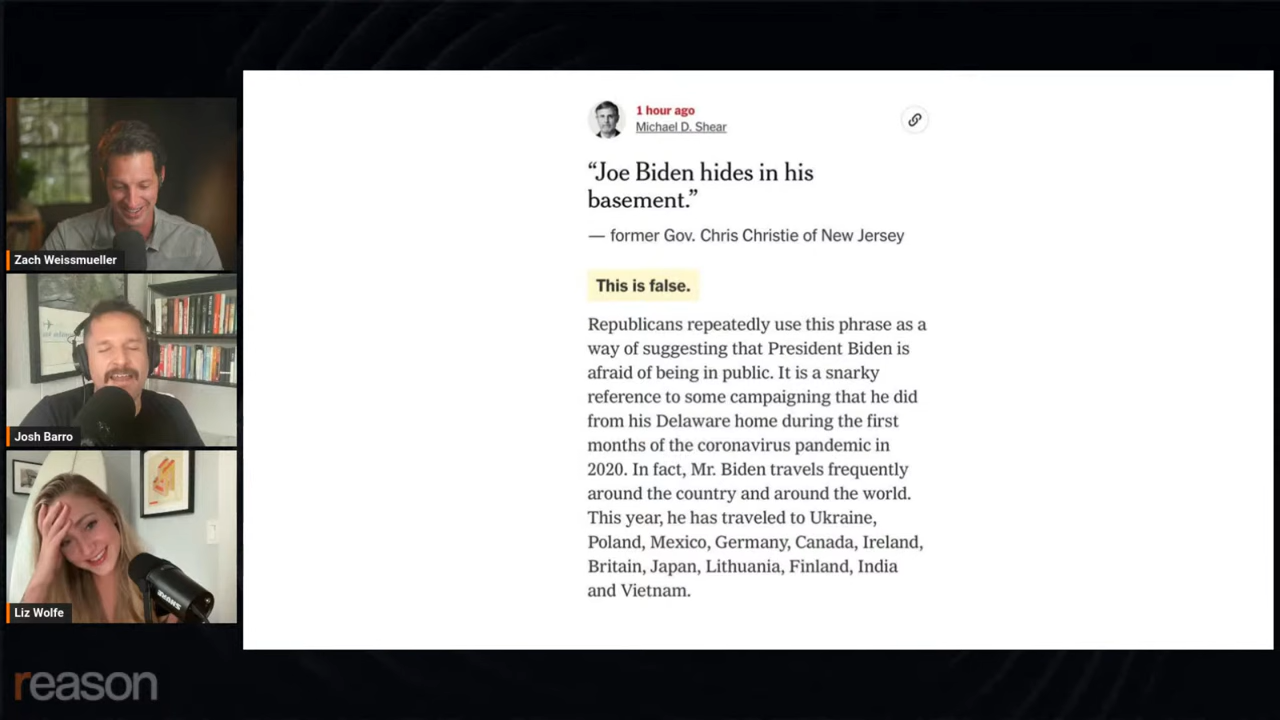 1 hour ago
Michael D. Shear
“Joe Biden hides in his
basement.”
— former Gov. Chris Christie of New Jersey
This is false.
Republicans repeatedly use this phrase as a
way of suggesting that President Biden is
afraid of being in public. It is a snarky
reference to some campaigning that he did
from his Delaware home during the first
months of the coronavirus pandemic in
2020. In fact, Mr. Biden travels frequently
around the country and around the world.
This year, he has traveled to Ukraine,
Poland, Mexico, Germany, Canada, Ireland,
Britain, Japan, Lithuania, Finland, India
and Vietnam.
Zach Weissmueller
Josh Barro
Liz Wolfe
reason